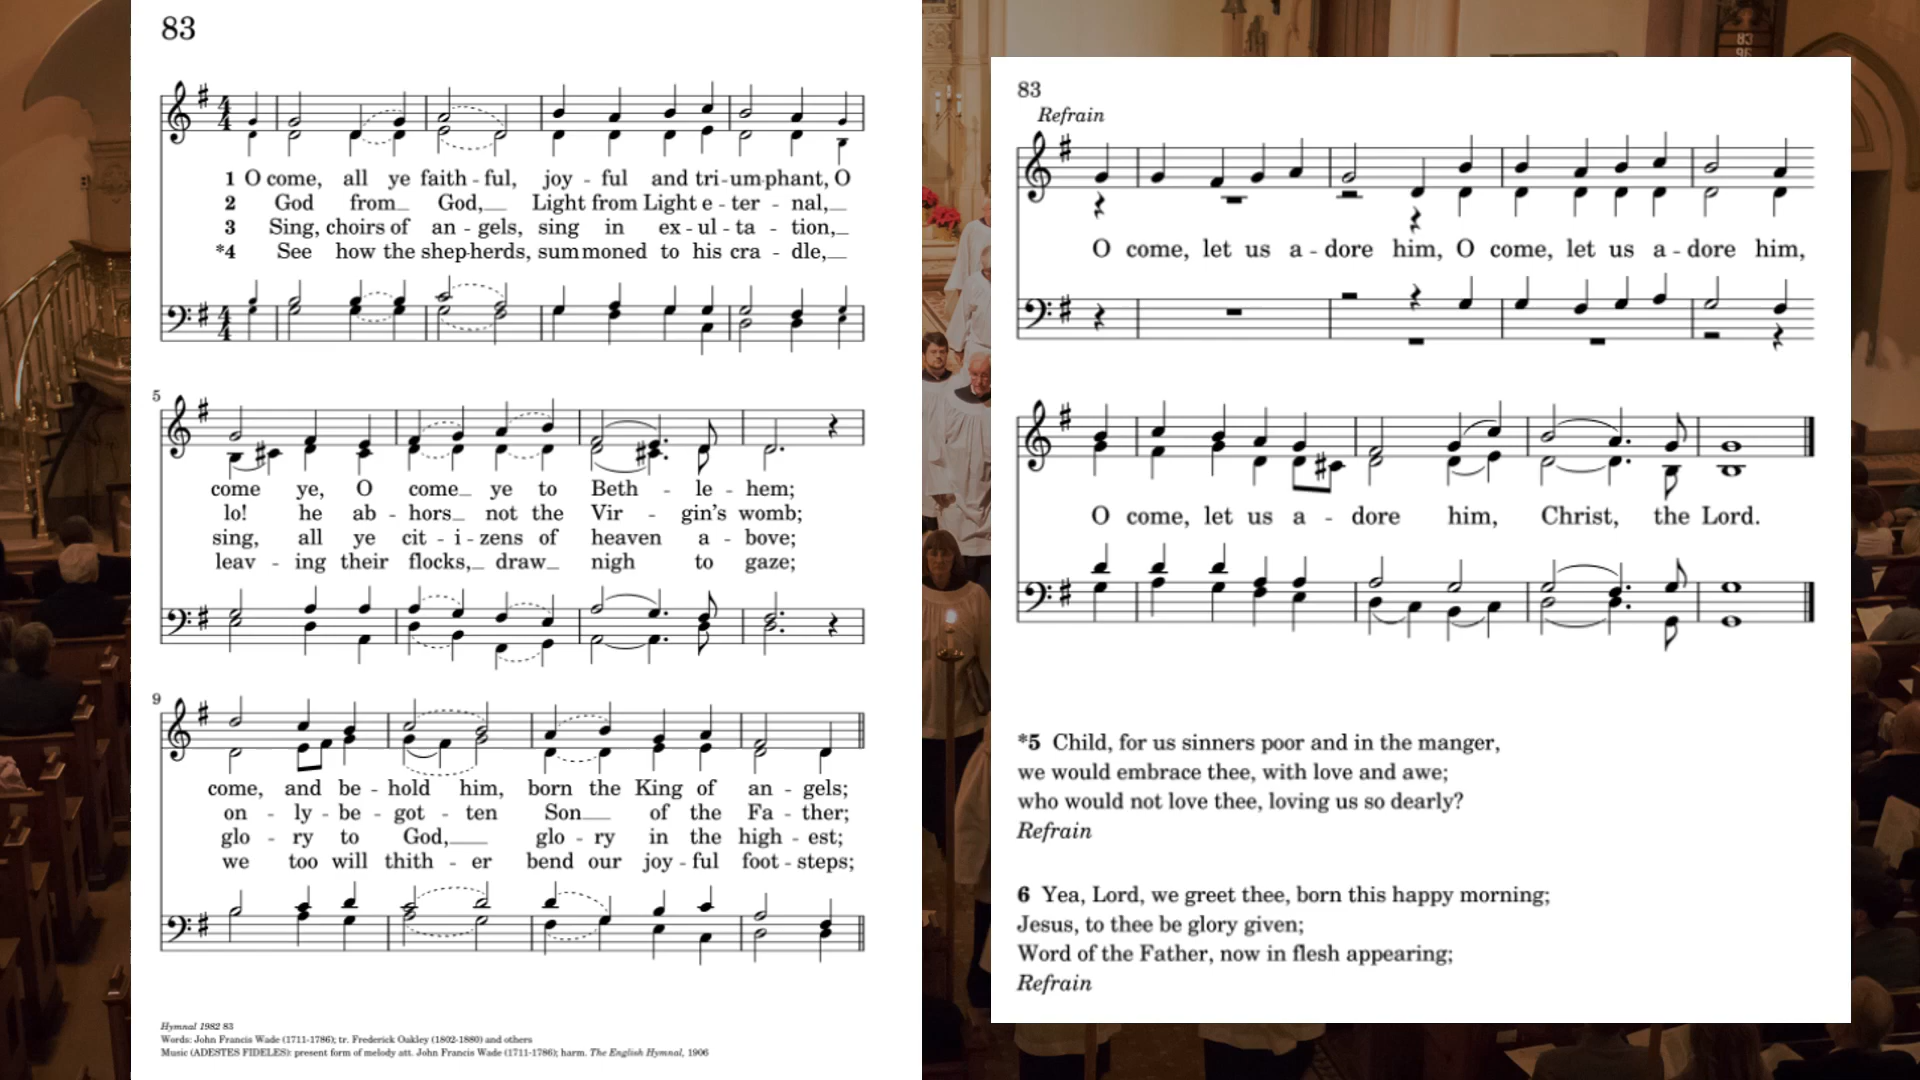 83
1 O come, all ye faith - ful, joy - ful and tri - um - phant, O
2 God from God, Light from Light e - ter - nal,
3 Sing, choirs of an - gels, sing in ex - ul - ta - tion,
*4 See how the shep - herds, summoned to his cra - dle,
5
come ye, O come ye to Beth - le - hem;
lo! he ab - hors not the Vir - gin's womb;
sing, all ye cit - i - zens of heaven a - bove;
leav - ing their flocks, draw nigh to gaze;
9
come, and be - hold him, born the King of an - gels;
on - ly - be - got - ten Son of the Fa - ther;
glo - ry to God, glo - ry in the high - est;
we too will thith - er bend our joy - ful foot - steps;
Hymnal 1982 83
Words: John Francis Wade (1711-1786); tr. Frederick Oakley (1802-1880) and others
Music (ADESTES FIDELES): present form of melody att. John Francis Wade (1711-1786); harm. The English Hymnal, 1906
83
Refrain
O come, let us a - dore him, O come, let us a - dore him,
O come, let us a - dore him, Christ, the Lord.
*5 Child, for us sinners poor and in the manger,
we would embrace thee, with love and awe;
who would not love thee, loving us so dearly?
Refrain
6 Yea, Lord, we greet thee, born this happy morning;
Jesus, to thee be glory given;
Word of the Father, now in flesh appearing;
Refrain
83
96